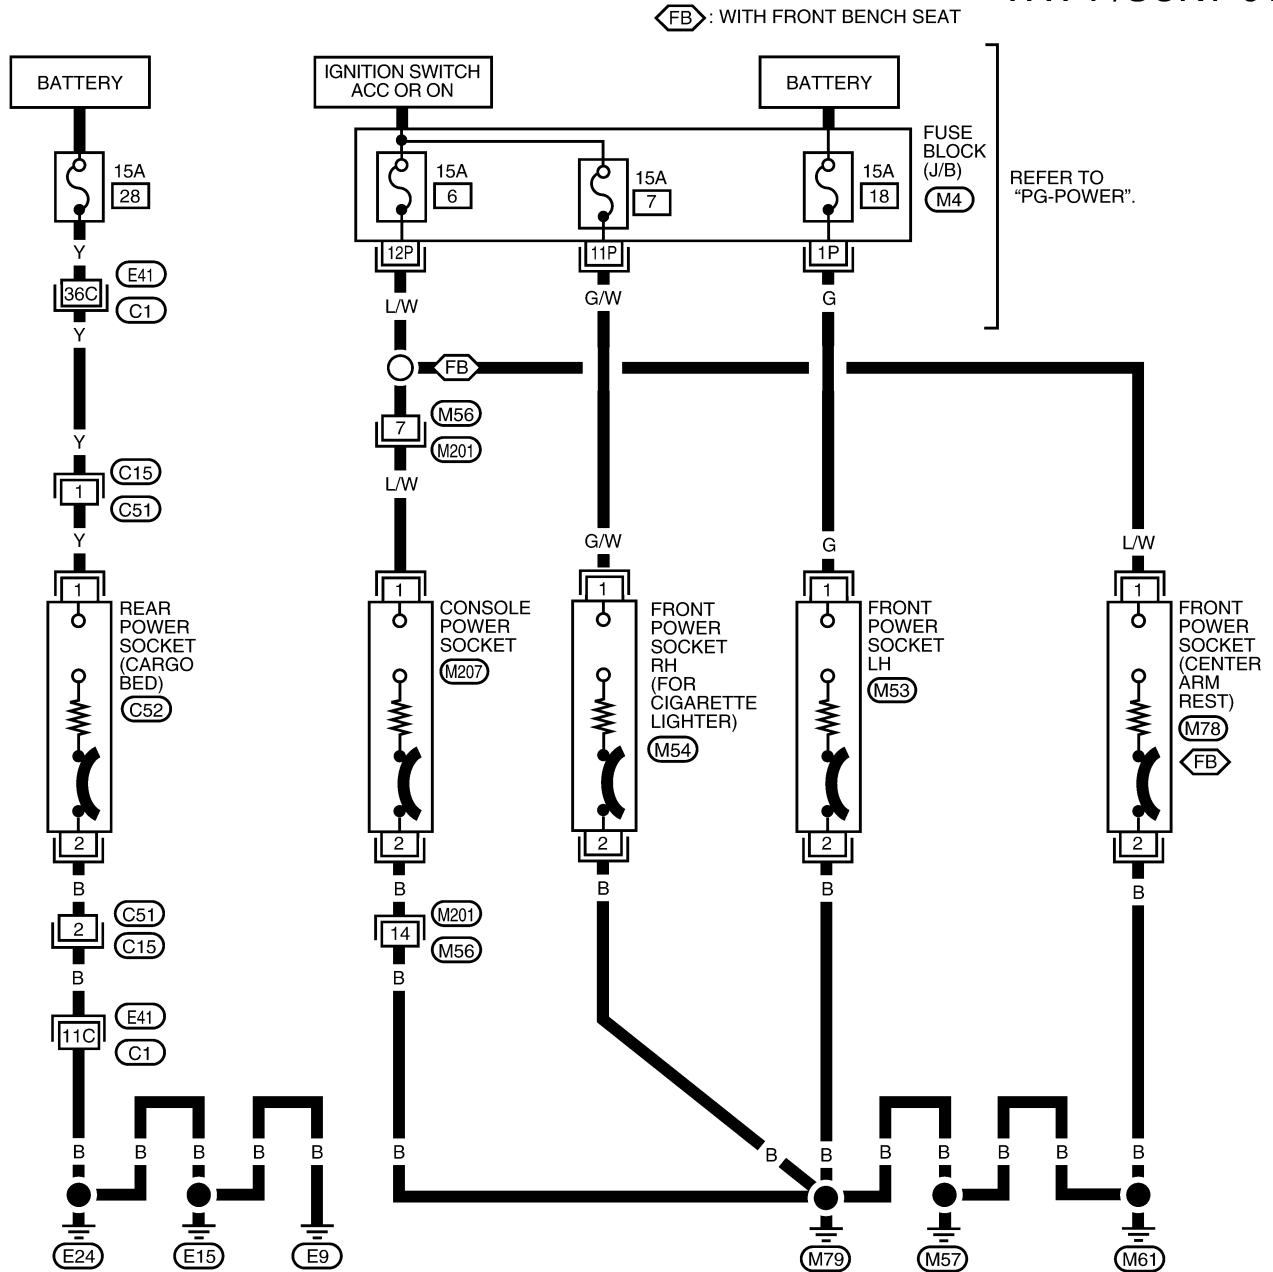 FB : WITH FRONT BENCH SEAT
BATTERY
IGNITION SWITCH
ACC OR ON
BATTERY
FUSE
BLOCK
(J/B)
M4
REFER TO
“PG-POWER”.
15A
28
15A
6
15A
7
15A
18
12P
11P
1P
Y
E41
36C
C1
Y
L/W
G/W
G
FB
7
M56
M201
Y
C15
1
C51
Y
L/W
G/W
G
L/W
1
1
1
1
1
REAR
POWER
SOCKET
(CARGO
BED)
C52
CONSOLE
POWER
SOCKET
M207
FRONT
POWER
SOCKET
RH
(FOR
CIGARETTE
LIGHTER)
M54
FRONT
POWER
SOCKET
LH
M53
FRONT
POWER
SOCKET
(CENTER
ARM
REST)
M78
FB
2
2
2
2
2
B
B
B
B
B
C51
2
C15
M201
14
M56
B
B
E41
11C
C1
B
B
B
B
B
B
B
B
B
B
B
B
B
E24
E15
E9
M79
M57
M61